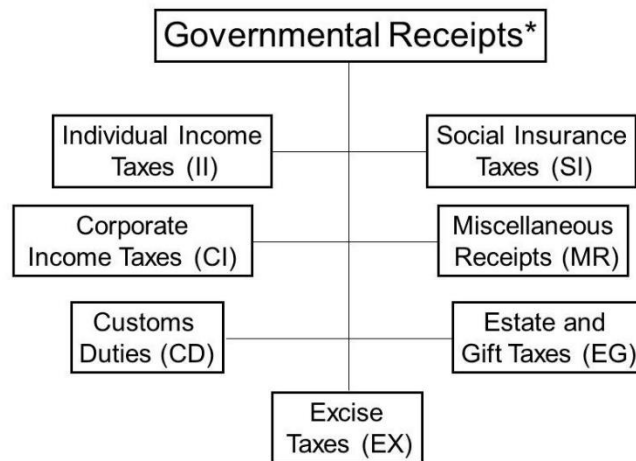 Governmental Receipts*
Individual Income
Taxes (II)
Social Insurance
Taxes (SI)
Corporate
Income Taxes (CI)
Miscellaneous
Receipts (MR)
Customs
Duties (CD)
Estate and
Gift Taxes (EG)
Excise
Taxes (EX)